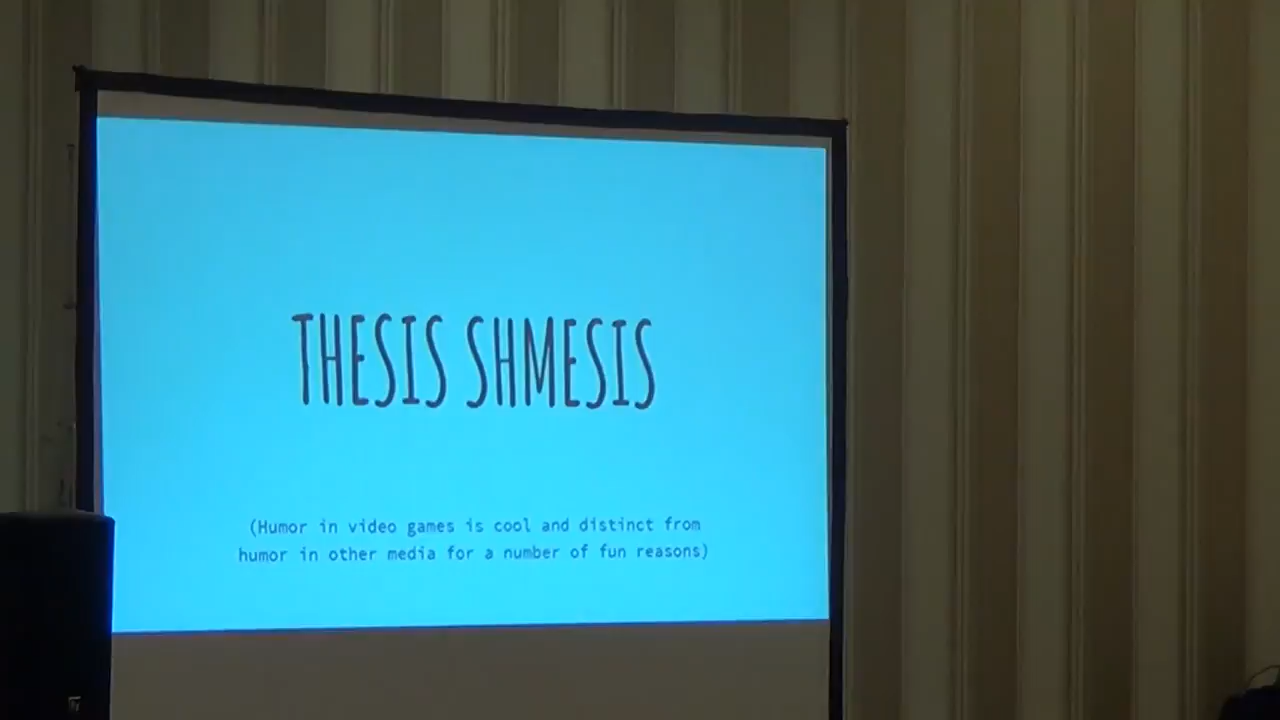 THESIS SHMESIS
(Humor in video games is cool and distinct from
humor in other media for a number of fun reasons)